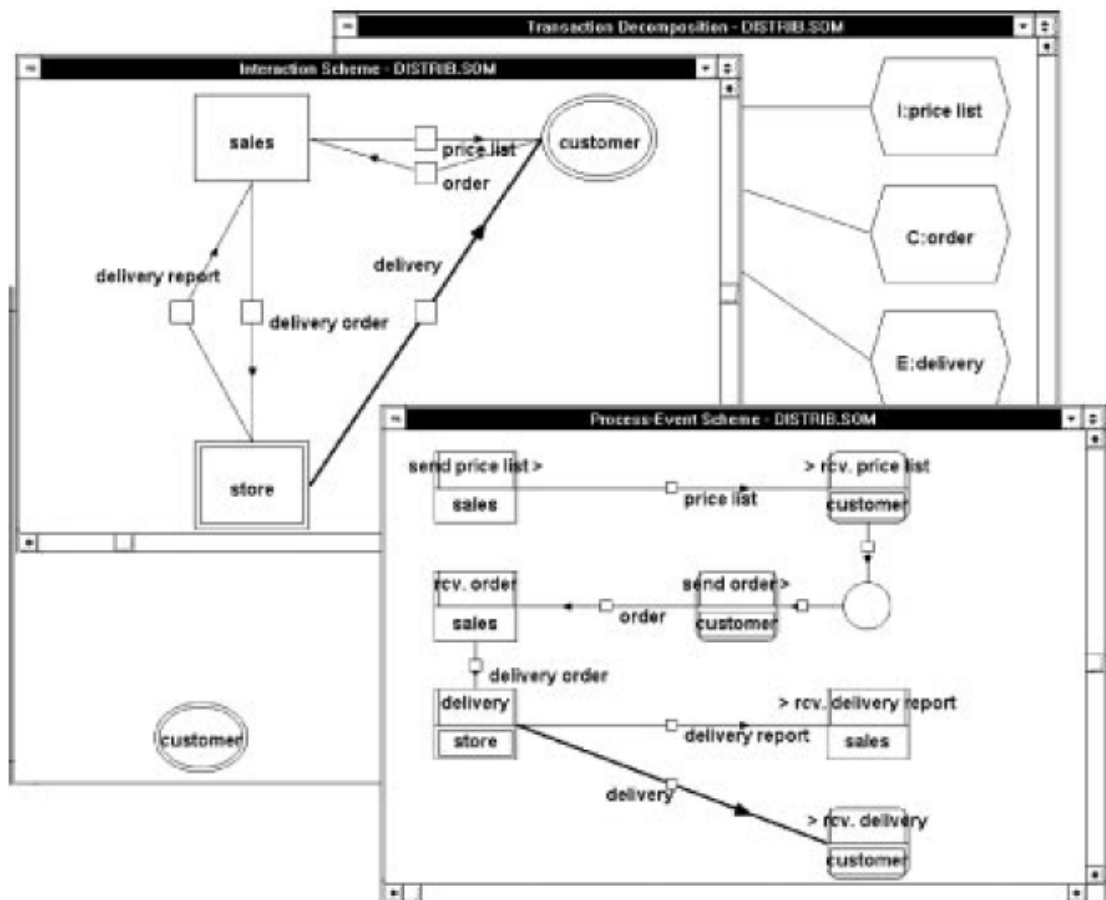 Transaction Decomposition - DISTRIB.SOM
I:price list
C:order
E:delivery
Interaction Scheme - DISTRIB.SOM
sales
customer
price list
order
delivery report
delivery
delivery order
store
customer
Process-Event Scheme - DISTRIB.SOM
send price list >
> rcv. price list
price list
sales
customer
rcv. order
send order >
order
sales
customer
delivery order
delivery
> rcv. delivery report
delivery report
store
sales
delivery
> rcv. delivery
customer